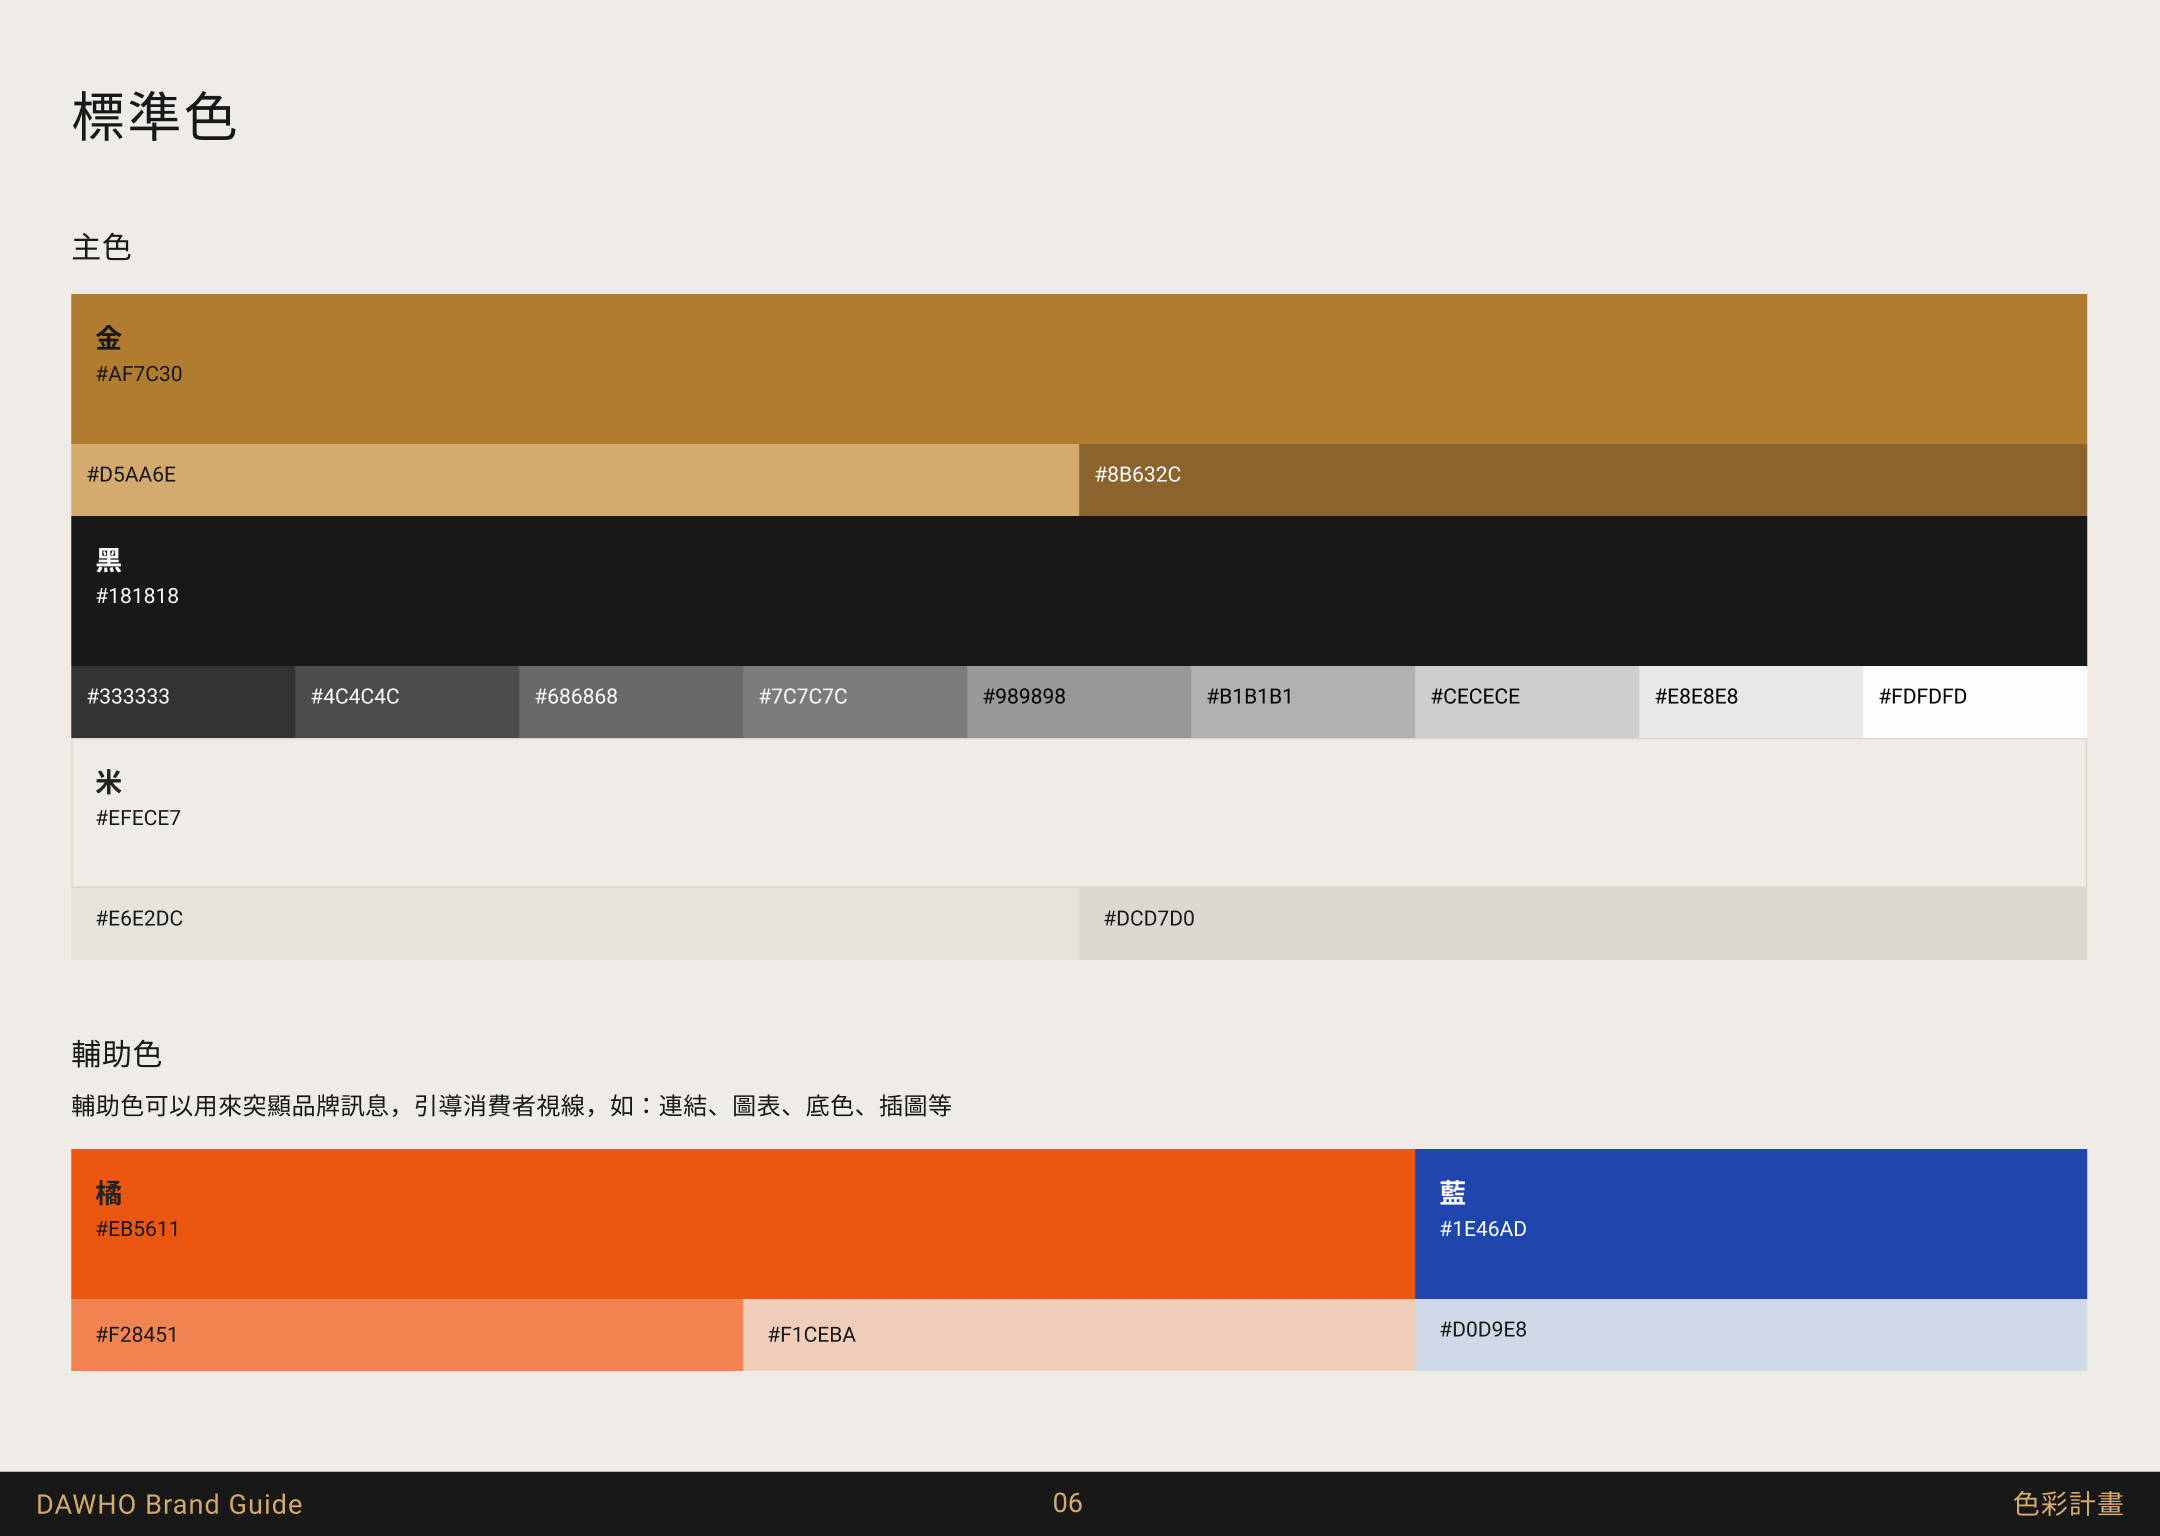 標準色
主色
金
#AF7C30
#D5AA6E
#8B632C
黑
#181818
#333333
#4C4C4C
#686868
#7C7C7C
#989898
#B1B1B1
#CECECE
#E8E8E8
#FDFDFD
米
#EFECE7
#E6E2DC
#DCD7D0
輔助色
輔助色可以用來突顯品牌訊息，引導消費者視線，如：連結、圖表、底色、插圖等
橘
#EB5611
藍
#1E46AD
#F28451
#F1CEBA
#D0D9E8
DAWHO Brand Guide
06
色彩計畫